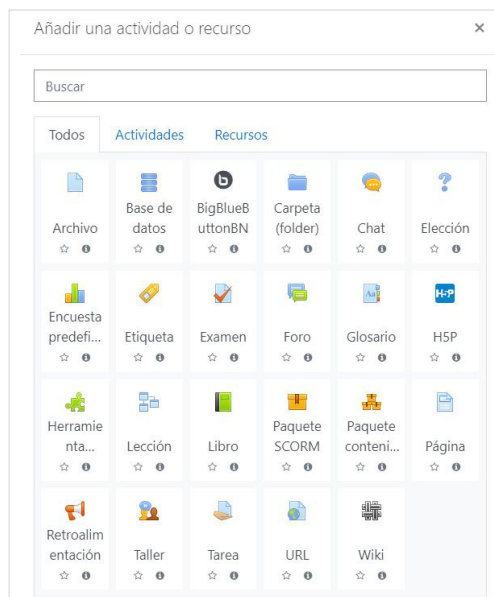 Añadir una actividad o recurso
×
Buscar
Todos Actividades Recursos
Archivo
Base de
datos
BigBlueB
uttonBN
Carpeta
(folder)
Chat
Elección
Encuesta
predefi...
Etiqueta
Examen
Foro
Glosario
H5P
H5P
Herramie
nta...
Lección
Libro
Paquete
SCORM
Paquete
conteni...
Página
Retroalim
entación
Taller
Tarea
URL
Wiki